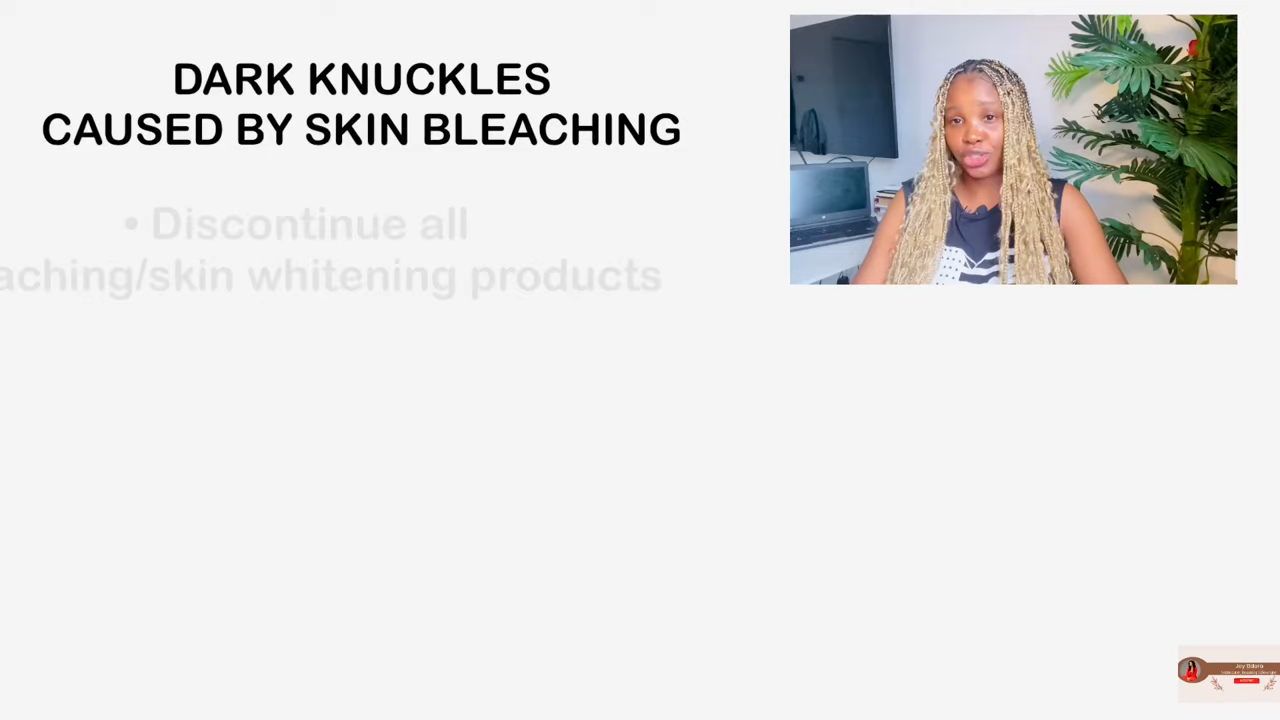 DARK KNUCKLES
CAUSED BY SKIN BLEACHING
• Discontinue all
aching/skin whitening products